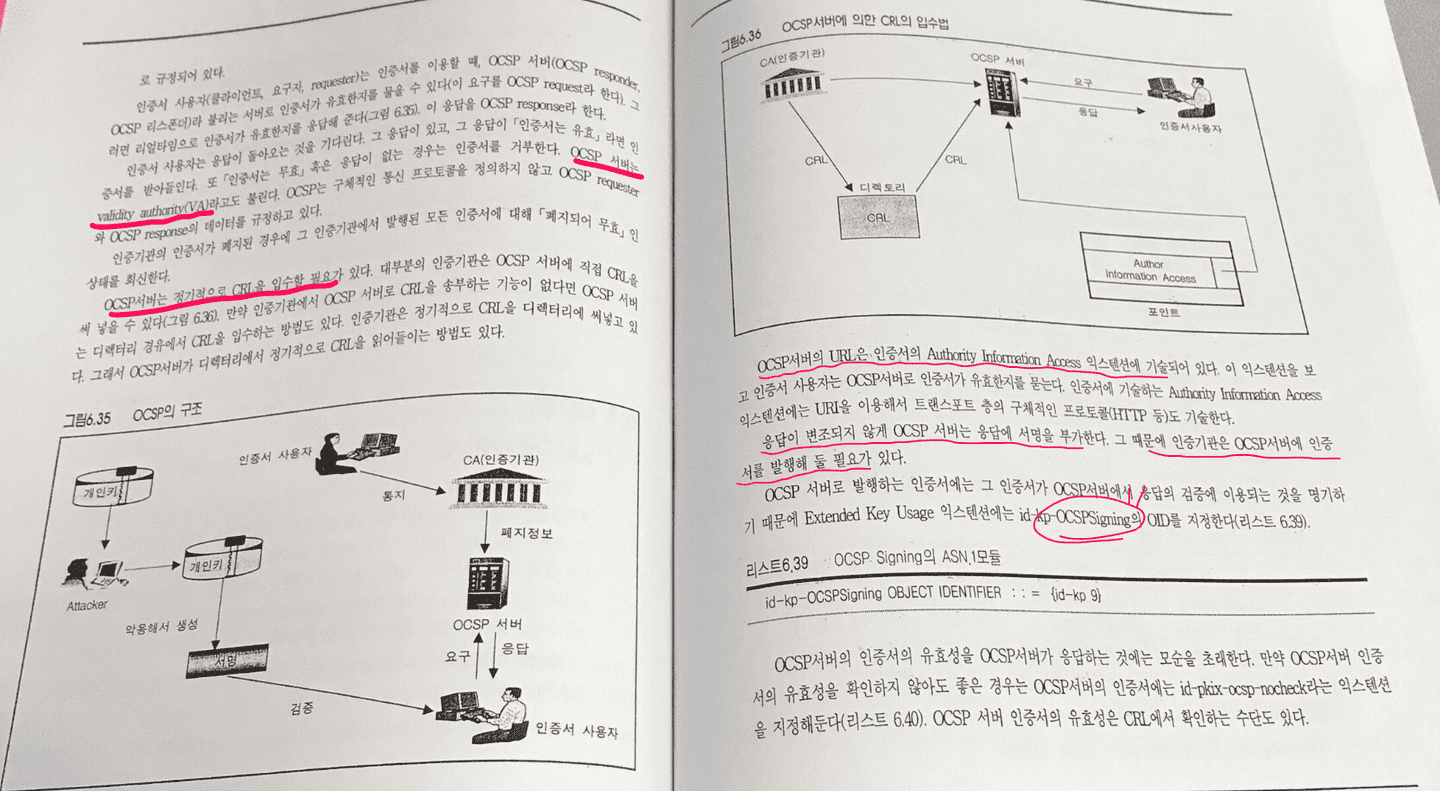 로 규정되어 있다.
인증서 사용자(클라이언트, 요구자, requester)는 인증서를 이용할 때, OCSP 서버(OCSP responder,
OCSP 리스폰더)라 불리는 서버로 인증서가 유효한지를 물을 수 있다(이 요구를 OCSP request라 한다). 그
러면 리얼타임으로 인증서가 유효한지를 응답해 준다(그림 6.35). 이 응답을 OCSP response라 한다.
인증서 사용자는 응답이 돌아오는 것을 기다린다. 그 응답이 있고, 그 응답이 「인증서는 유효」라면 인
증서를 받아들인다. 또 「인증서는 무효」 혹은 응답이 없는 경우는 인증서를 거부한다. OCSP 서버는
validity authority(VA)라고도 불린다. OCSP는 구체적인 통신 프로토콜을 정의하지 않고 OCSP requester
와 OCSP response의 데이터를 규정하고 있다.
인증기관의 인증서가 폐지된 경우에 그 인증기관에서 발행된 모든 인증서에 대해 「폐지되어 무효」인
상태를 회신한다.
OCSP서버는 정기적으로 CRL을 입수할 필요가 있다. 대부분의 인증기관은 OCSP 서버에 직접 CRL을
써 넣을 수 있다(그림 6.36). 만약 인증기관에서 OCSP 서버로 CRL을 송부하는 기능이 없다면 OCSP 서버
는 디렉터리 경유에서 CRL을 입수하는 방법도 있다. 인증기관은 정기적으로 CRL을 디렉터리에 써넣고 있
다. 그래서 OCSP서버가 디렉터리에서 정기적으로 CRL을 읽어들이는 방법도 있다.
그림6.35 OCSP의 구조
인증서 사용자
CA(인증기관)
개인키
통지
폐지정보
개인키
Attacker
OCSP 서버
악용해서 생성
요구
응답
서명
검증
인증서 사용자
그림6.36 OCSP서버에 의한 CRL의 입수법
CA(인증기관)
OCSP 서버
요구
응답
인증서사용자
CRL
CRL
디렉토리
CRL
Author
Information Access
포인트
OCSP서버의 URL은 인증서의 Authority Information Access 익스텐션에 기술되어 있다. 이 익스텐션을 보
고 인증서 사용자는 OCSP서버로 인증서가 유효한지를 묻는다. 인증서에 기술하는 Authority Information Access
익스텐션에는 URI을 이용해서 트랜스포트 층의 구체적인 프로토콜(HTTP 등)도 기술한다.
응답이 변조되지 않게 OCSP 서버는 응답에 서명을 부가한다. 그 때문에 인증기관은 OCSP서버에 인증
서를 발행해 둘 필요가 있다.
OCSP 서버로 발행하는 인증서에는 그 인증서가 OCSP서버에서 응답의 검증에 이용되는 것을 명기하
기 때문에 Extended Key Usage 익스텐션에는 id-kp-OCSPSigning의 OID를 지정한다(리스트 6.39).
리스트6.39 OCSP Signing의 ASN.1모듈
id-kp-OCSPSigning OBJECT IDENTIFIER : : = {id-kp 9}
OCSP서버의 인증서의 유효성을 OCSP서버가 응답하는 것에는 모순을 초래한다. 만약 OCSP서버 인증
서의 유효성을 확인하지 않아도 좋은 경우는 OCSP서버의 인증서에는 id-pkix-ocsp-nocheck라는 익스텐션
을 지정해둔다(리스트 6.40). OCSP 서버 인증서의 유효성은 CRL에서 확인하는 수단도 있다.